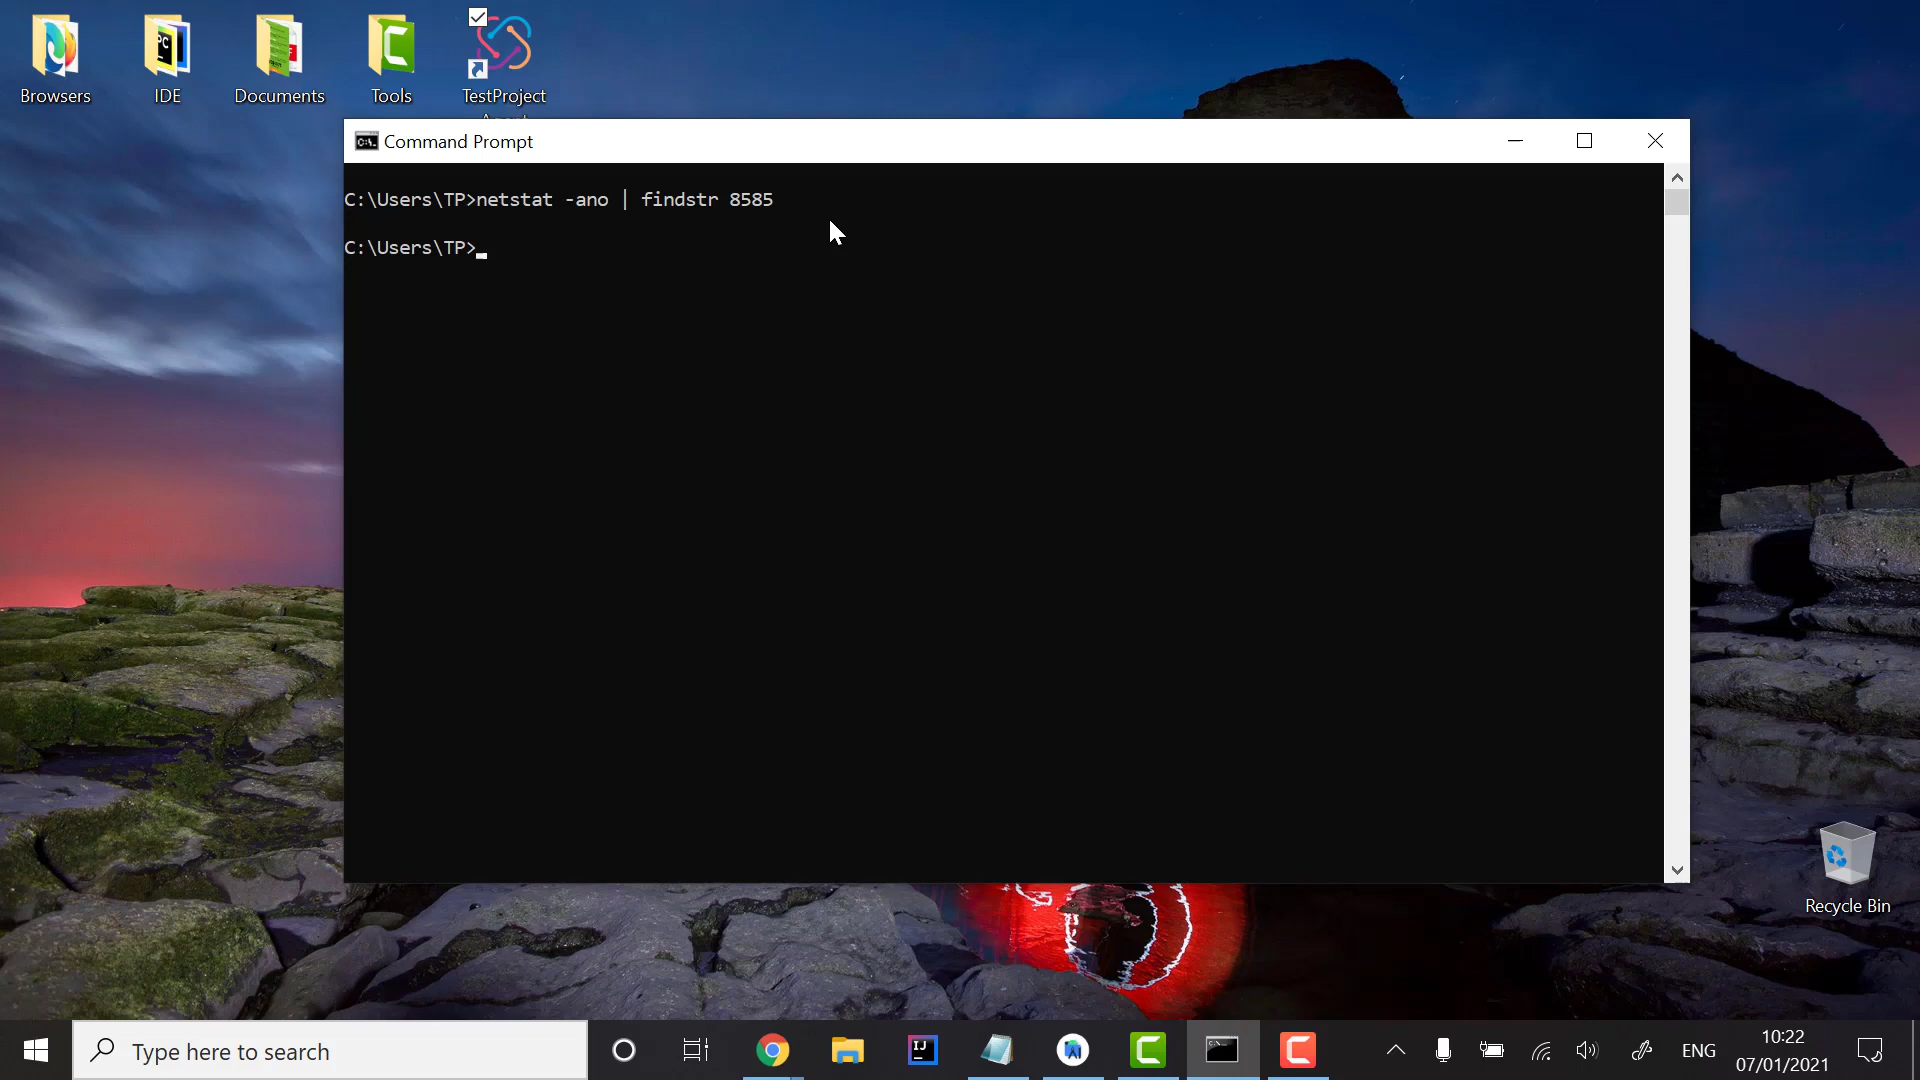 Browsers
IDE
Documents
Tools
TestProject
Command Prompt
C:\Users\TP>netstat -ano | findstr 8585
C:\Users\TP>
Recycle Bin
Type here to search
ENG
10:22
07/01/2021